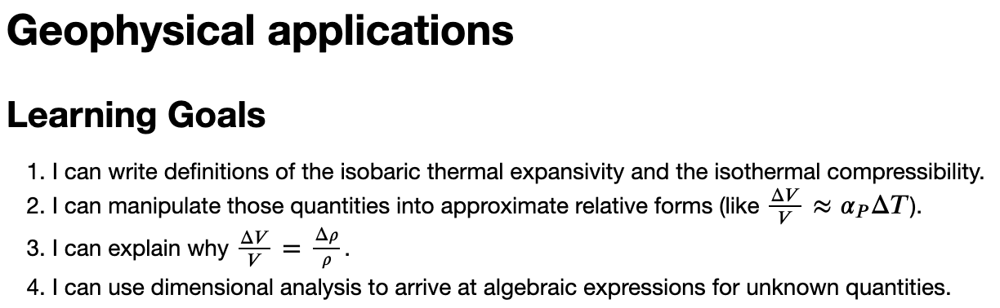 Geophysical applications
Learning Goals
1. I can write definitions of the isobaric thermal expansivity and the isothermal compressibility.
2. I can manipulate those quantities into approximate relative forms (like $\frac{\Delta V}{V} \approx \alpha_P \Delta T$).
3. I can explain why $\frac{\Delta V}{V} = \frac{\Delta \rho}{\rho}$.
4. I can use dimensional analysis to arrive at algebraic expressions for unknown quantities.